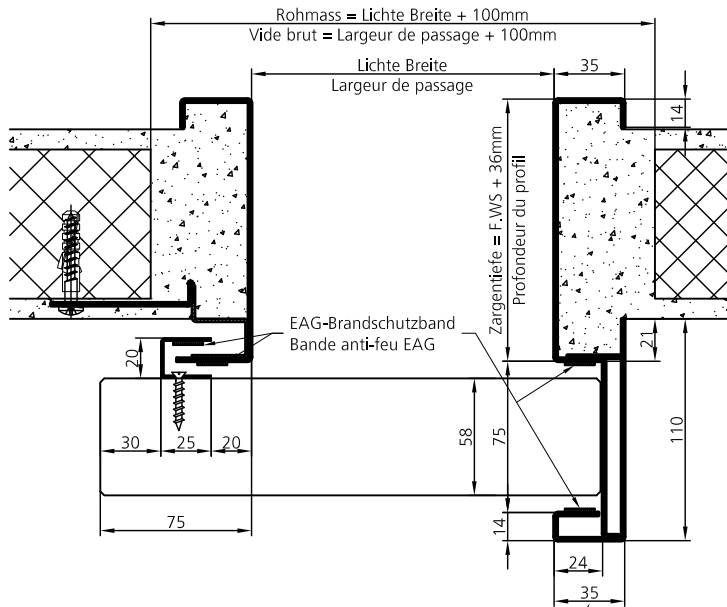 Rohmass = Lichte Breite + 100mm
Vide brut = Largeur de passage + 100mm
Lichte Breite
Largeur de passage
35
14
Zargentiefe = F.WS + 36mm
Profondeur du profil
EAG-Brandschutzband
Bande anti-feu EAG
20
21
30
25
20
58
75
110
75
14
24
35